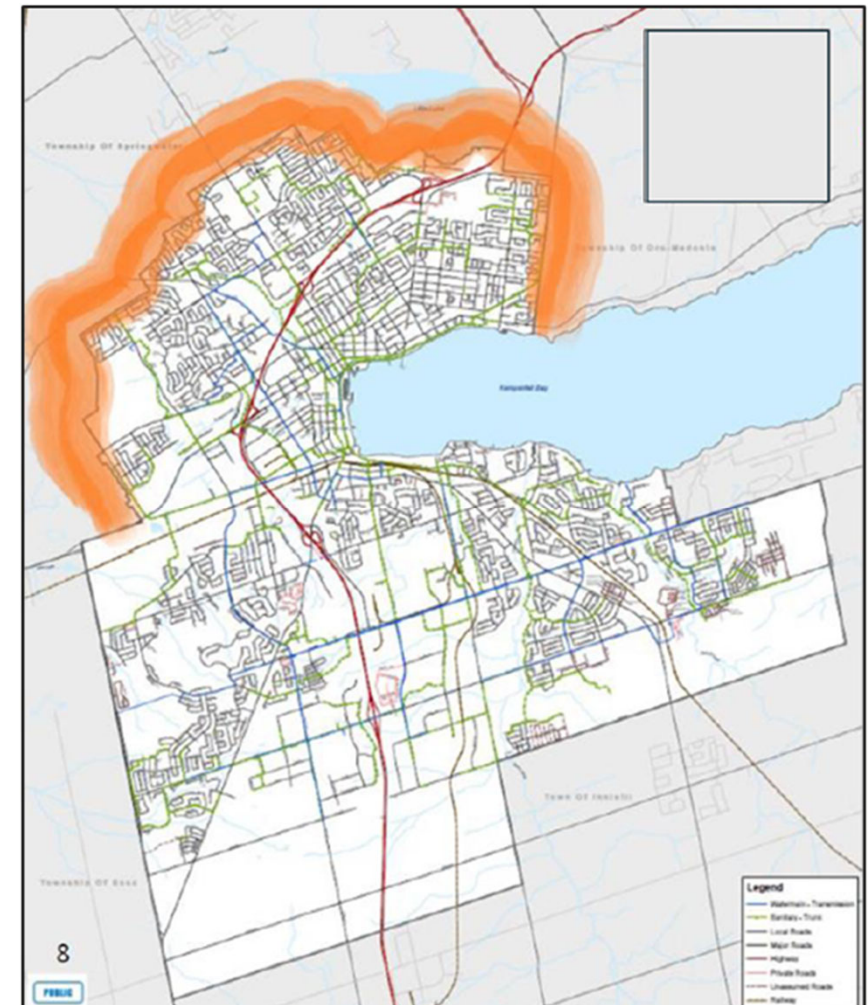 Township Of Springwater
Township Of Oro-Medonte
Kempenfelt Bay
Town Of Innisfil
Township Of Essa
Legend
Watermain - Transmission
Sanitary - Trunk
Local Roads
Major Roads
Highway
Private Roads
Unassumed Roads
Railway
8
PUBLIC